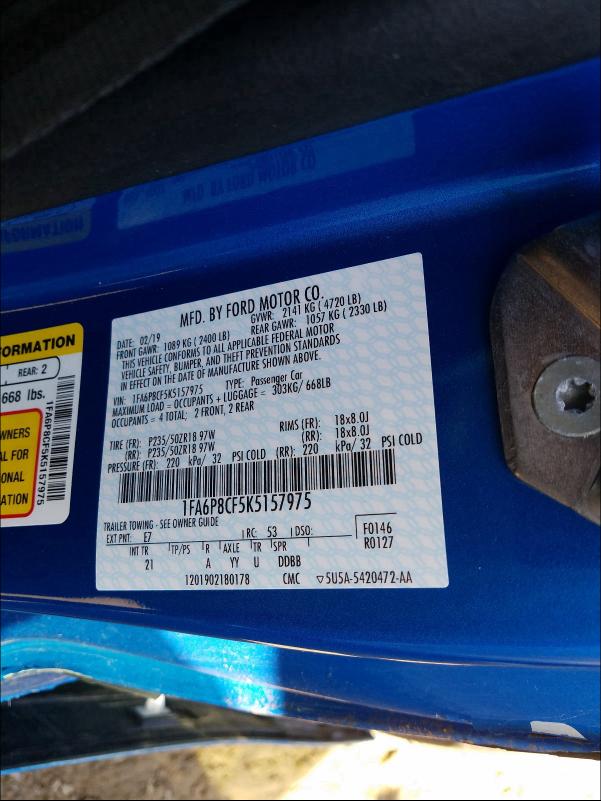 MFD. BY FORD MOTOR CO.
DATE: 02/19 GVWR: 2141 KG ( 4720 LB)
FRONT GAWR: 1089 KG ( 2400 LB) REAR GAWR: 1057 KG ( 2330 LB)
THIS VEHICLE CONFORMS TO ALL APPLICABLE FEDERAL MOTOR
VEHICLE SAFETY, BUMPER, AND THEFT PREVENTION STANDARDS
IN EFFECT ON THE DATE OF MANUFACTURE SHOWN ABOVE.
VIN: 1FA6P8CF5K5157975 TYPE: Passenger Car
MAXIMUM LOAD = OCCUPANTS + LUGGAGE = 303KG/ 668LB
OCCUPANTS = 4 TOTAL: 2 FRONT, 2 REAR
TIRE (FR): P235/50ZR18 97W RIMS (FR): 18x8.0J
(RR): P235/50ZR18 97W (RR): 18x8.0J
PRESSURE (FR): 220 kPa/ 32 PSI COLD (RR): 220 kPa/ 32 PSI COLD
1FA6P8CF5K5157975
TRAILER TOWING - SEE OWNER GUIDE
EXT PNT: E7 RC: 53 DSO: F0146
INT TR TP/PS R AXLE TR SPR R0127
21 A YY U DDBB
1201902180178 CMC ▽5U5A-5420472-AA
FORMATION
REAR: 2
668 lbs.
OWNERS
AL FOR
IONAL
ATION
1FA6P8CF5K5157975